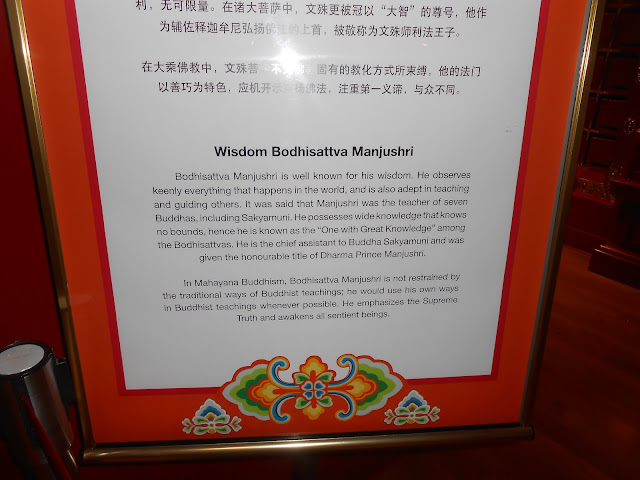 利，无可限量。在诸大菩萨中，文殊更被冠以“大智”的尊号，他作
为辅佐释迦牟尼弘扬佛 的上首，被敬称为文殊师利法王子。
在大乘佛教中，文殊菩 不 固有的教化方式所束缚，他的法门
以善巧为特色，应机开示 扬佛法，注重第一义谛，与众不同。
Wisdom Bodhisattva Manjushri
Bodhisattva Manjushri is well known for his wisdom. He observes
keenly everything that happens in the world, and is also adept in teaching
and guiding others. It was said that Manjushri was the teacher of seven
Buddhas, including Sakyamuni. He possesses wide knowledge that knows
no bounds, hence he is known as the “One with Great Knowledge” among
the Bodhisattvas. He is the chief assistant to Buddha Sakyamuni and was
given the honourable title of Dharma Prince Manjushri.
In Mahayana Buddhism, Bodhisattva Manjushri is not restrained by
the traditional ways of Buddhist teachings; he would use his own ways
in Buddhist teachings whenever possible. He emphasizes the Supreme
Truth and awakens all sentient beings.